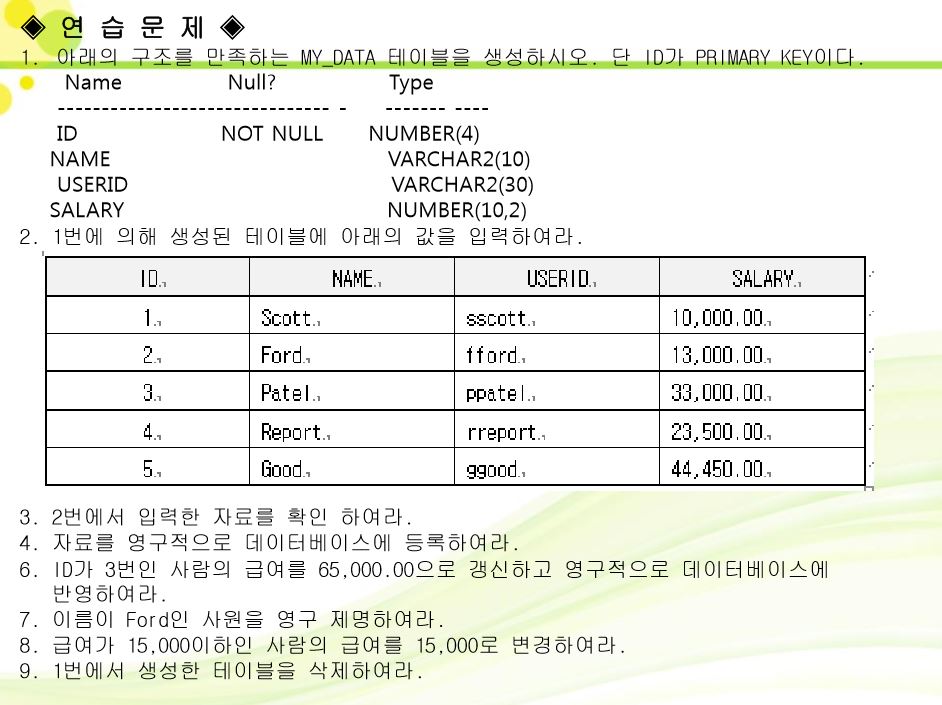 ◈ 연 습 문 제 ◈
1. 아래의 구조를 만족하는 MY_DATA 테이블을 생성하시오. 단 ID가 PRIMARY KEY이다.
Name Null? Type
------------------------------- - ------- ----
ID NOT NULL NUMBER(4)
NAME VARCHAR2(10)
USERID VARCHAR2(30)
SALARY NUMBER(10,2)
2. 1번에 의해 생성된 테이블에 아래의 값을 입력하여라.
ID NAME USERID SALARY
1 Scott sscott 10,000.00
2 Ford fford 13,000.00
3 Patel ppatel 33,000.00
4 Report rreport 23,500.00
5 Good ggood 44,450.00
3. 2번에서 입력한 자료를 확인 하여라.
4. 자료를 영구적으로 데이터베이스에 등록하여라.
6. ID가 3번인 사람의 급여를 65,000.00으로 갱신하고 영구적으로 데이터베이스에
반영하여라.
7. 이름이 Ford인 사원을 영구 제명하여라.
8. 급여가 15,000이하인 사람의 급여를 15,000로 변경하여라.
9. 1번에서 생성한 테이블을 삭제하여라.